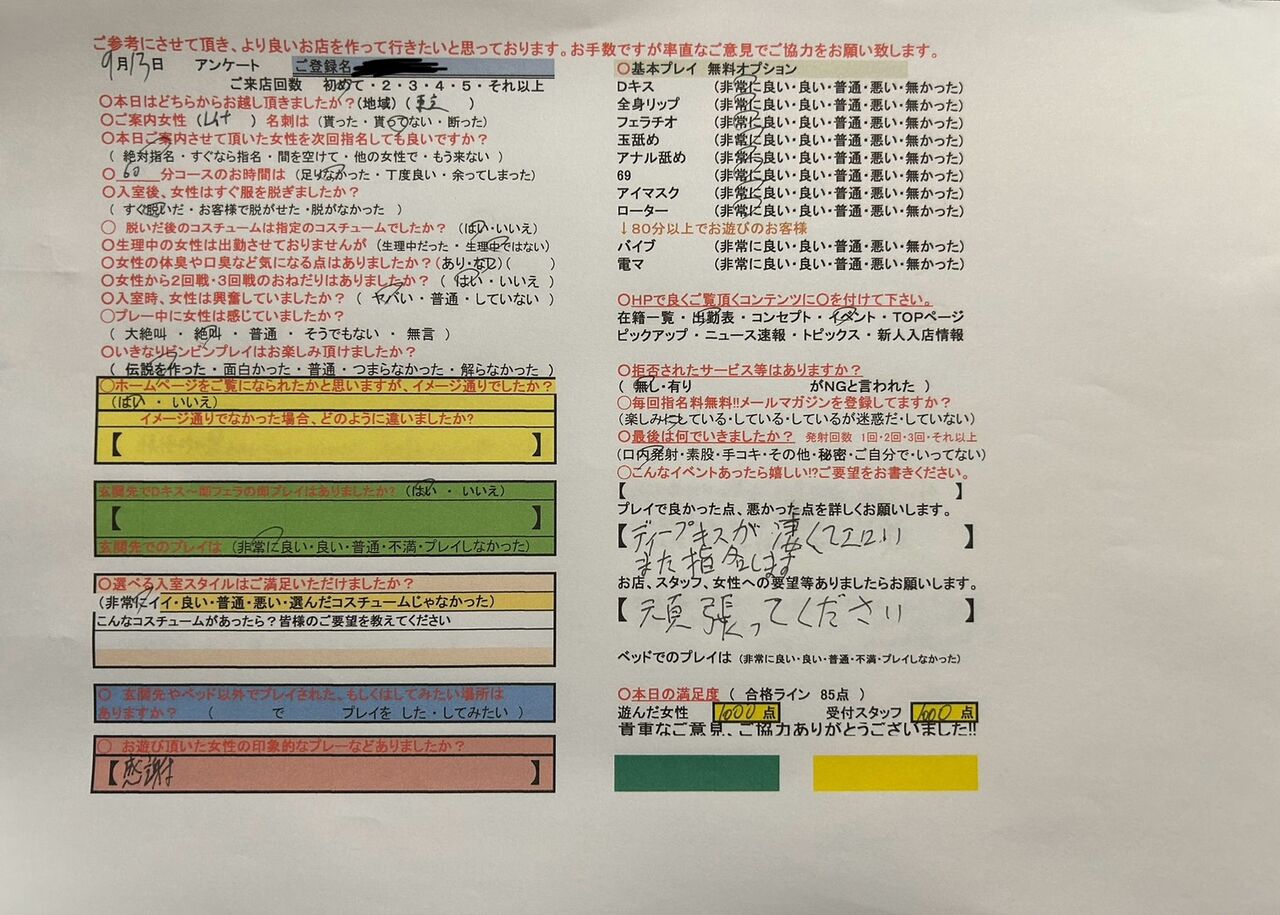 ご参考にさせて頂き、より良いお店を作って行きたいと思っております。お手数ですが率直なご意見でご協力をお願い致します。
9月13日 アンケート ご登録名
ご来店回数 初めて・2・3・4・5・それ以上
〇本日はどちらからお越し頂きましたか?(地域)( )
〇ご案内女性( )名刺は(貰った・貰ってない・断った)
〇本日ご案内させて頂いた女性を次回指名しても良いですか?
(絶対指名・すぐなら指名・間を空けて・他の女性で・もう来ない)
〇60分コースのお時間は(足りなかった・丁度良い・余ってしまった)
〇入室後、女性はすぐ服を脱ぎましたか?
(すぐ脱いだ・お客様で脱がせた・脱がなかった )
〇 脱いだ後のコスチュームは指定のコスチュームでしたか?(はい・いいえ)
〇生理中の女性は出勤させておりませんが(生理中だった・生理中ではない)
〇女性の体臭や口臭など気になる点はありましたか?(あり・なし)( )
〇女性から2回戦・3回戦のおねだりはありましたか?(はい・いいえ)
〇入室時、女性は興奮していましたか?(ヤバい・普通・していない)
〇プレー中に女性は感じていましたか?
(大絶叫・絶叫・普通・そうでもない・無言)
〇いきなりビンビンプレイはお楽しみ頂けましたか?
(伝説を作った・面白かった・普通・つまらなかった・解らなかった)
〇ホームページをご覧になられたかと思いますが、イメージ通りでしたか?
(はい・いいえ)
イメージ通りでなかった場合、どのように違いましたか?
【 】
玄関先でDキス〜即フェラの即プレイはありましたか?(はい・いいえ)
【 】
玄関先でのプレイは(非常に良い・良い・普通・不満・プレイしなかった)
〇選べる入室スタイルはご満足いただけましたか?
(非常にイイ・良い・普通・悪い・選んだコスチュームじゃなかった)
こんなコスチュームがあったら?皆様のご要望を教えてください
〇 玄関先やベッド以外でプレイされた、もしくはしてみたい場所は
ありますか?( で プレイを した・してみたい )
〇 お遊び頂いた女性の印象的なプレーなどありましたか?
【感謝 】
〇基本プレイ 無料オプション
Dキス (非常に良い・良い・普通・悪い・無かった)
全身リップ (非常に良い・良い・普通・悪い・無かった)
フェラチオ (非常に良い・良い・普通・悪い・無かった)
玉舐め (非常に良い・良い・普通・悪い・無かった)
アナル舐め (非常に良い・良い・普通・悪い・無かった)
69 (非常に良い・良い・普通・悪い・無かった)
アイマスク (非常に良い・良い・普通・悪い・無かった)
ローター (非常に良い・良い・普通・悪い・無かった)
↓80分以上でお遊びのお客様
バイブ (非常に良い・良い・普通・悪い・無かった)
電マ (非常に良い・良い・普通・悪い・無かった)
〇HPで良くご覧頂くコンテンツに〇を付けて下さい。
在籍一覧・出勤表・コンセプト・イベント・TOPページ
ピックアップ・ニュース速報・トピックス・新人入店情報
〇拒否されたサービス等はありますか?
(無し・有り がNGと言われた )
〇毎回指名料無料!!メールマガジンを登録してますか?
(楽しみにしている・している・しているが迷惑だ・していない)
〇最後は何でいきましたか? 発射回数 1回・2回・3回・それ以上
(口内発射・素股・手コキ・その他・秘密・ご自分で・いってない)
〇こんなイベントあったら嬉しい!?ご要望をお書きください。
【 】
プレイで良かった点、悪かった点を詳しくお願いします。
【ディープキスが凄くてエロい
また指名します】
お店、スタッフ、女性への要望等ありましたらお願いします。
【頑張ってください】
ベッドでのプレイは(非常に良い・良い・普通・不満・プレイしなかった)
〇本日の満足度( 合格ライン 85点 )
遊んだ女性 1000点 受付スタッフ 1000点
貴重なご意見、ご協力ありがとうございました!!